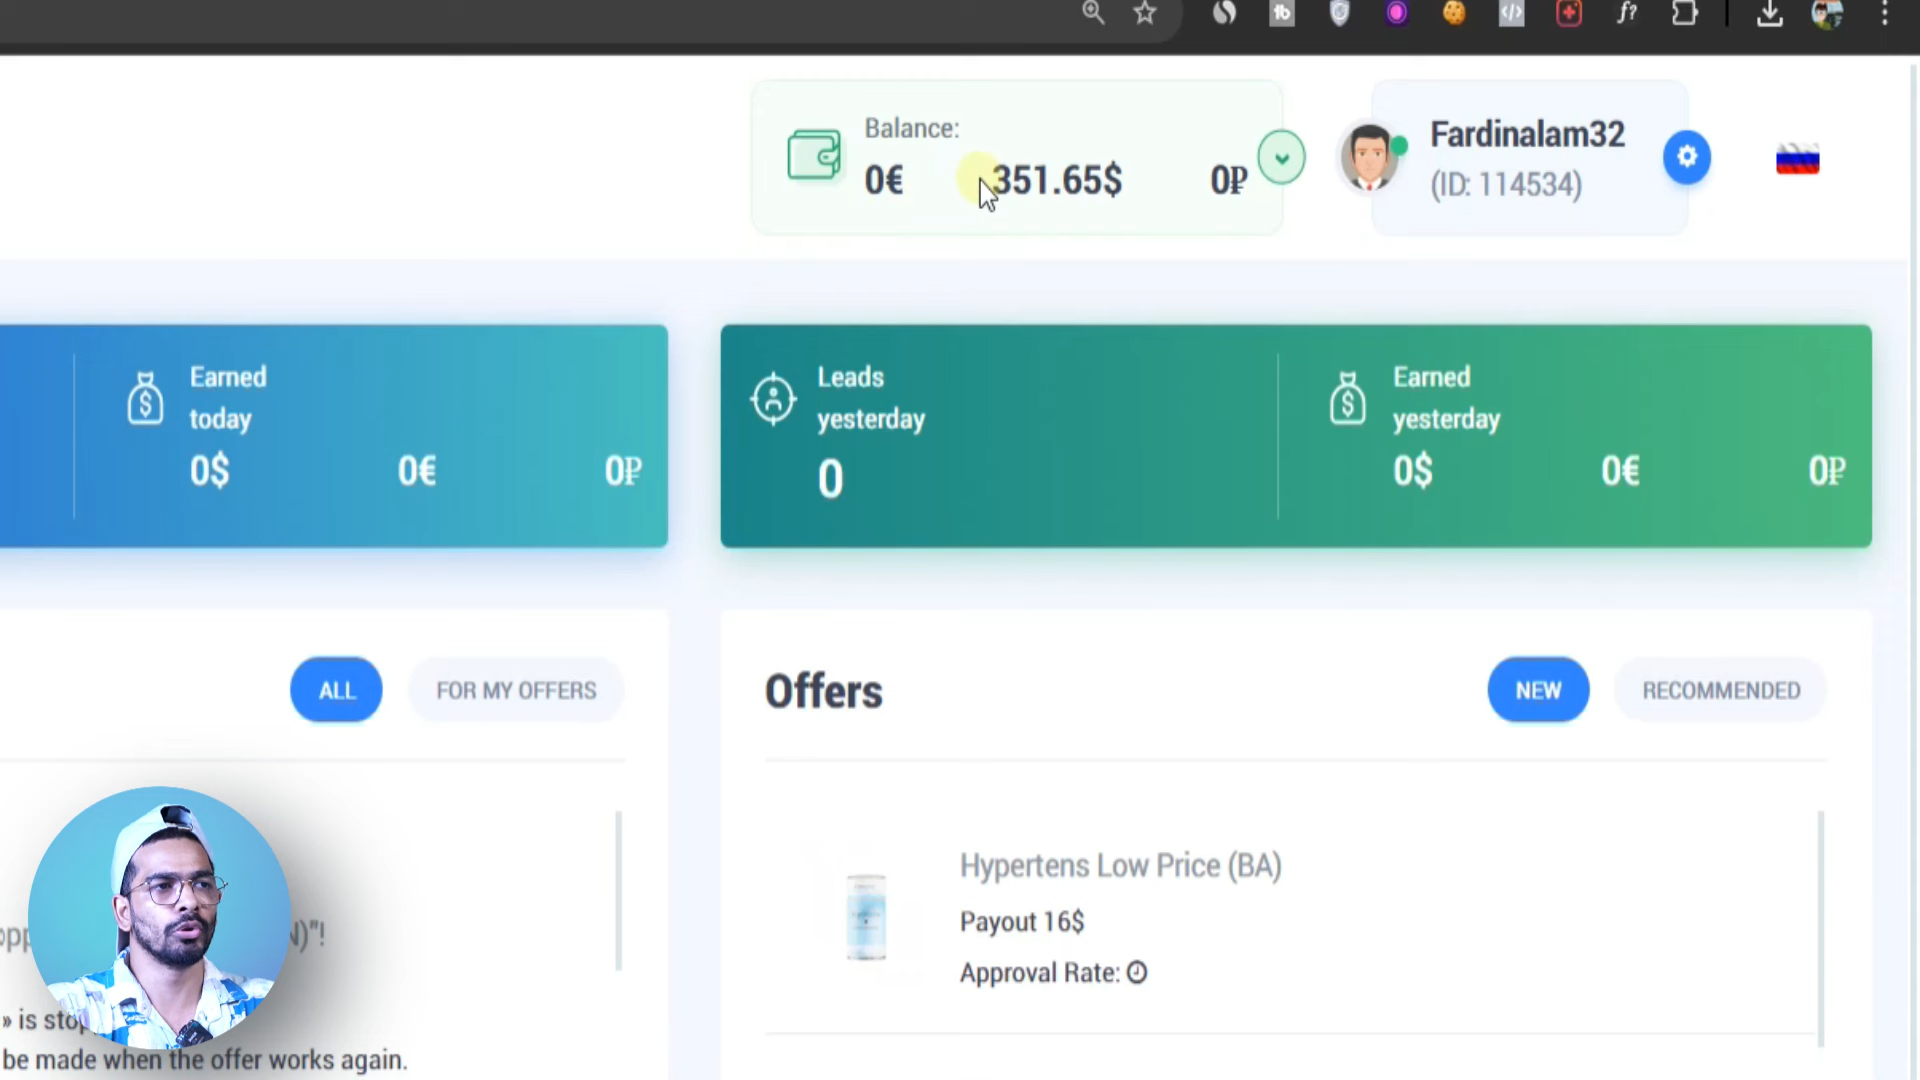 Balance:
0€ 351.65$ 0₽
Fardinalam32
(ID: 114534)
Earned
today
0$ 0€ 0₽
Leads
yesterday
0
Earned
yesterday
0$ 0€ 0₽
ALL FOR MY OFFERS
Offers
NEW RECOMMENDED
Hypertens Low Price (BA)
Payout 16$
Approval Rate:
N)"!
» is
be made when the offer works again.